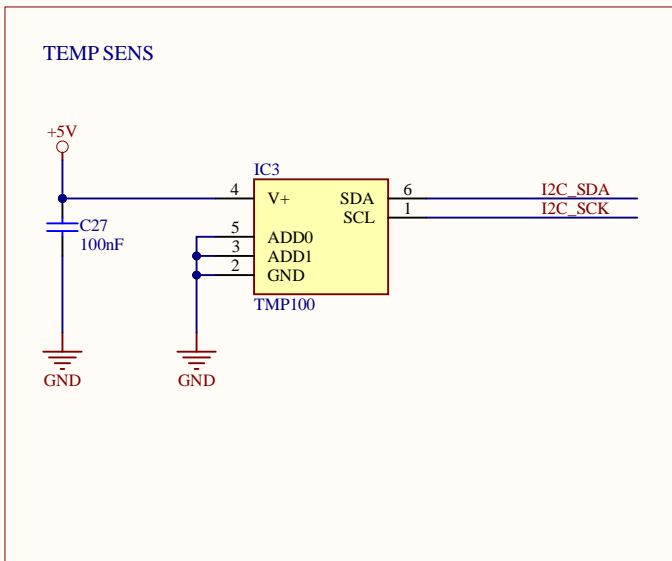 TEMP SENS
+5V
IC3
4 V+ SDA 6 I2C_SDA
SCL 1 I2C_SCK
C27
100nF
5 ADD0
3 ADD1
2 GND
TMP100
GND
GND